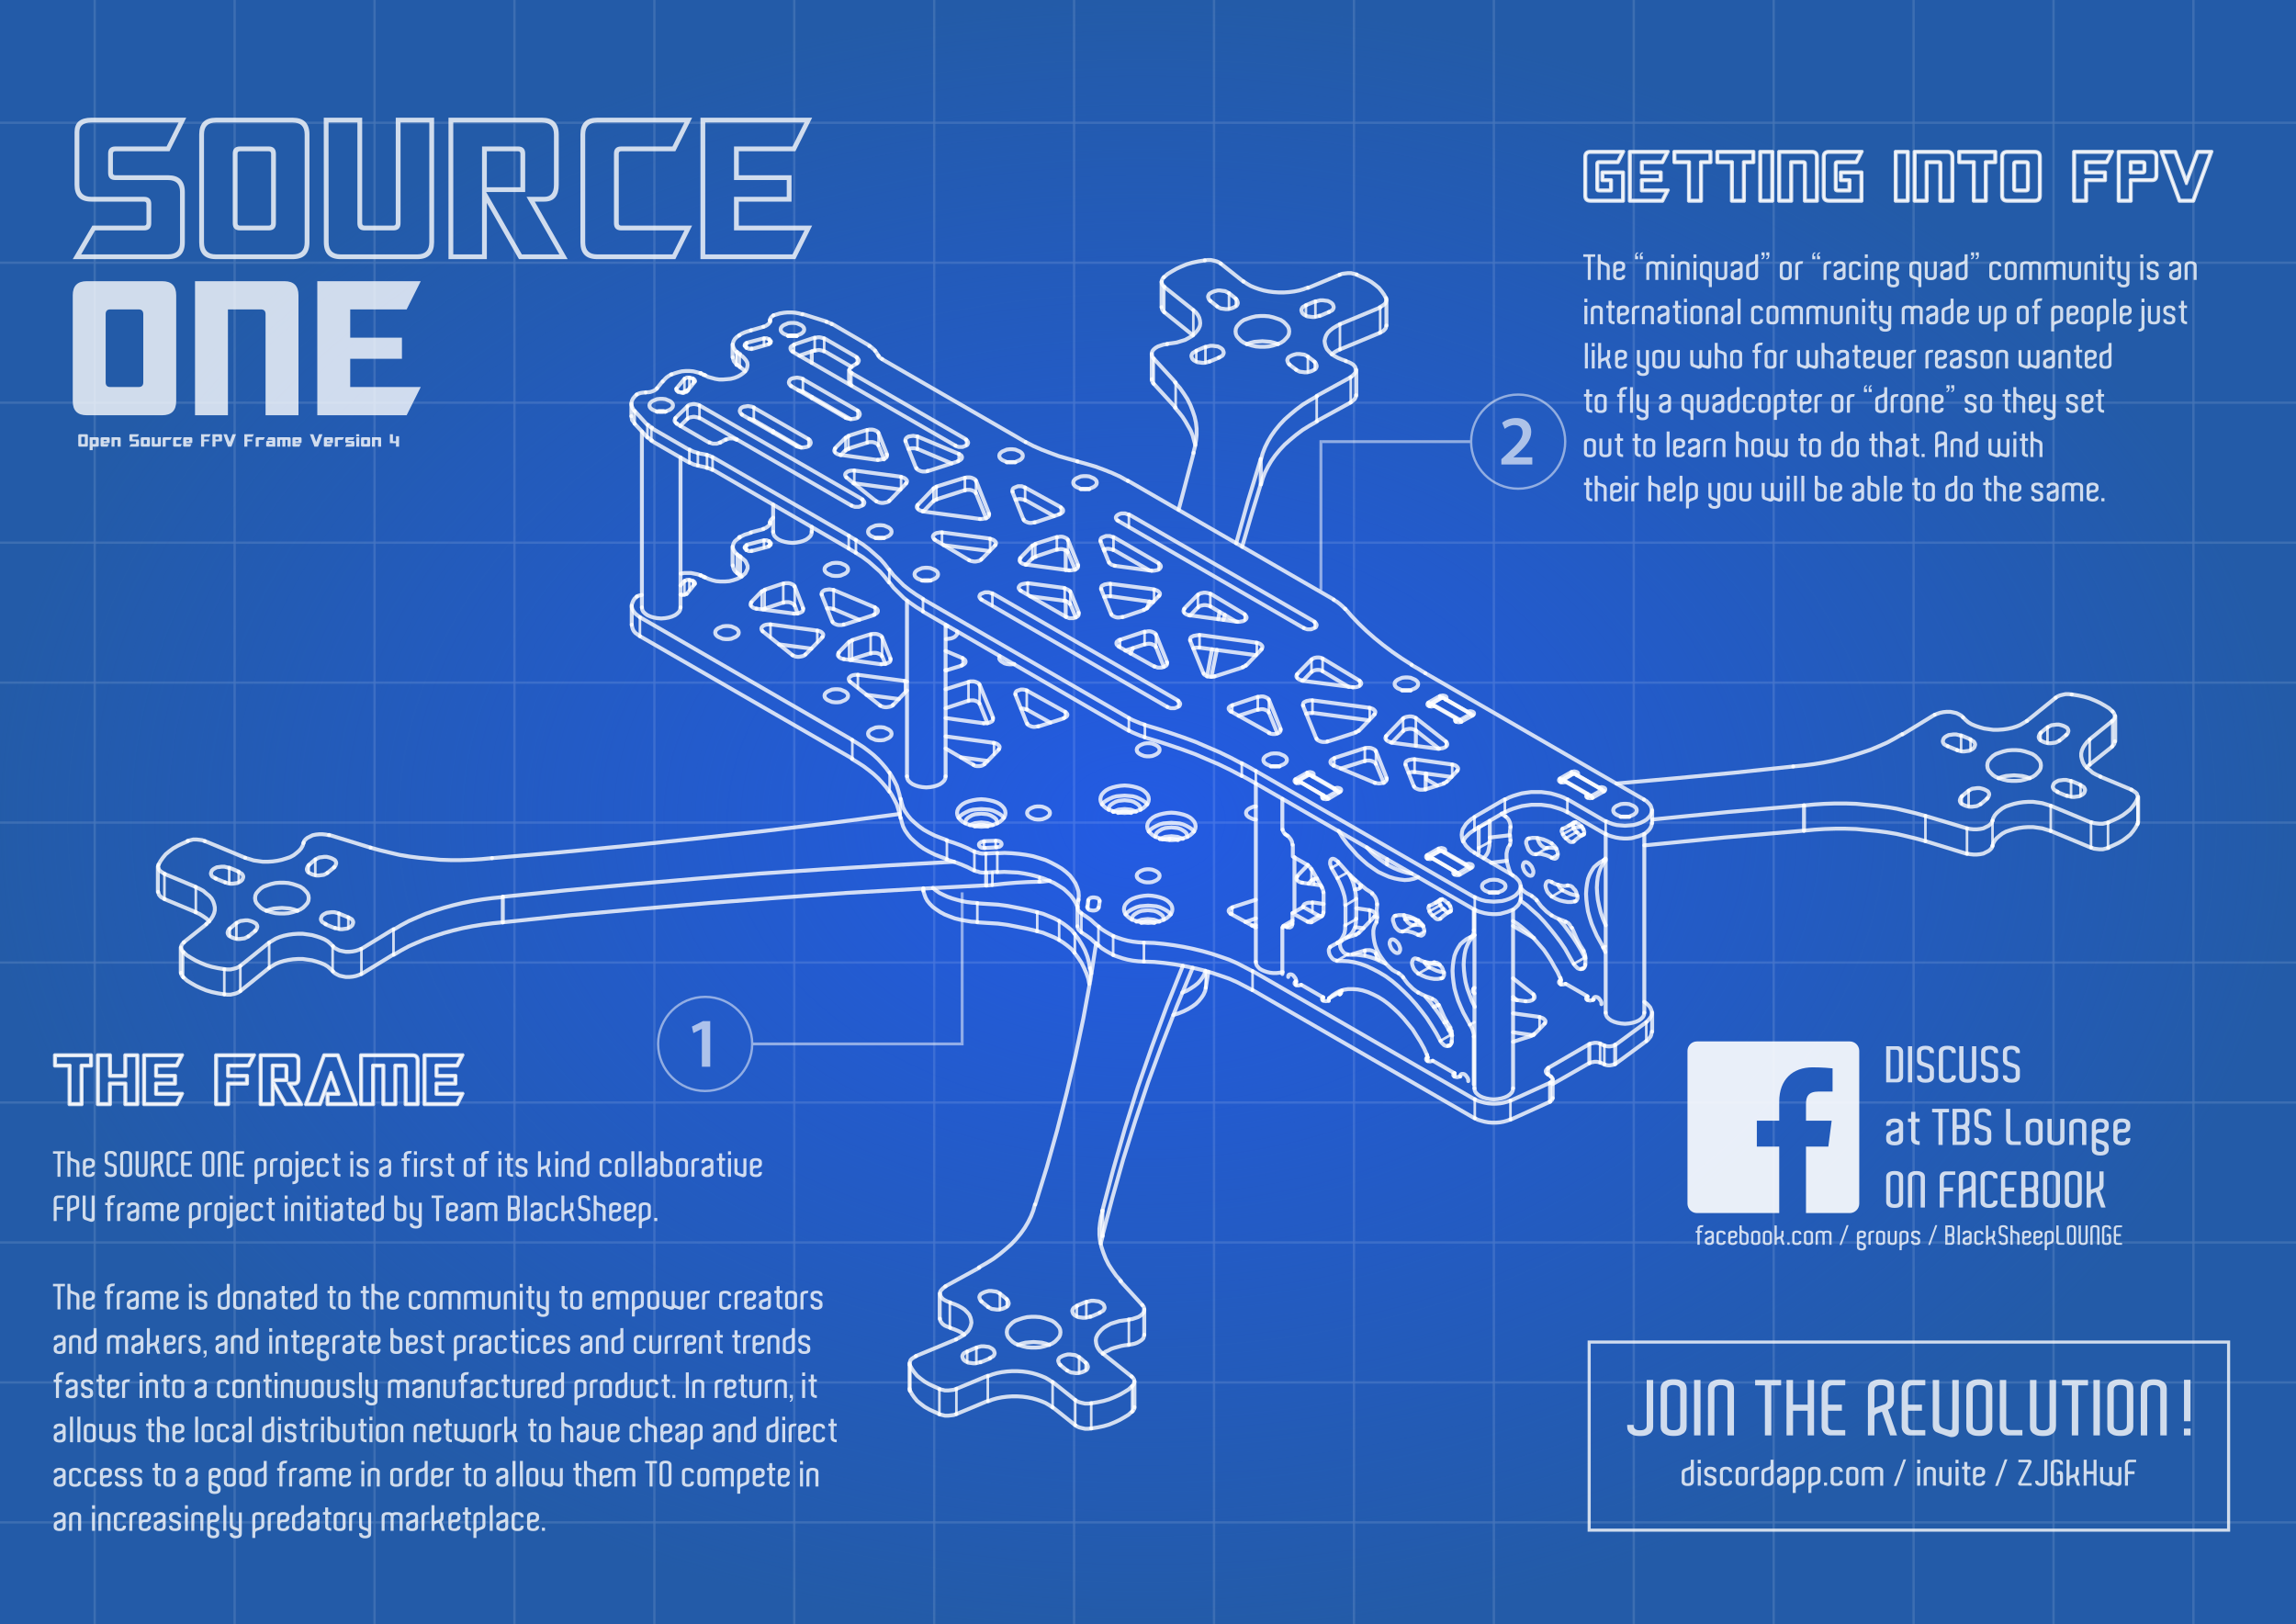 SOURCE
ONE
Open Source FPV Frame Version 4
GETTING INTO FPV
The “miniquad” or “racing quad” community is an
international community made up of people just
like you who for whatever reason wanted
to fly a quadcopter or “drone” so they set
out to learn how to do that. And with
their help you will be able to do the same.
2
1
THE FRAME
The SOURCE ONE project is a first of its kind collaborative
FPV frame project initiated by Team BlackSheep.
The frame is donated to the community to empower creators
and makers, and integrate best practices and current trends
faster into a continuously manufactured product. In return, it
allows the local distribution network to have cheap and direct
access to a good frame in order to allow them TO compete in
an increasingly predatory marketplace.
DISCUSS
at TBS Lounge
ON FACEBOOK
facebook.com / groups / BlackSheepLOUNGE
JOIN THE REVOLUTION!
discordapp.com / invite / ZJGkHwF